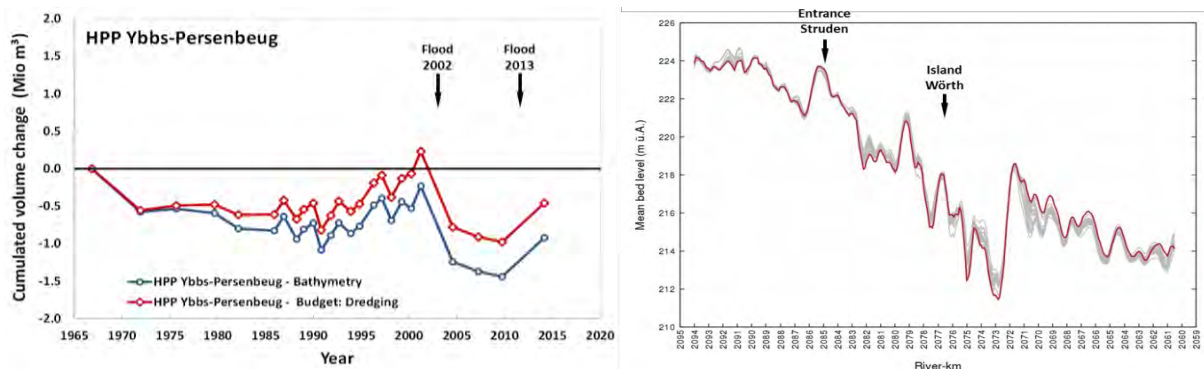 HPP Ybbs-Persenbeug
Flood
2002
Flood
2013
Cumulated volume change (Mio m³)
2.0
1.5
1.0
0.5
0.0
-0.5
-1.0
-1.5
-2.0
HPP Ybbs-Persenbeug - Bathymetry
HPP Ybbs-Persenbeug - Budget: Dredging
1965 1970 1975 1980 1985 1990 1995 2000 2005 2010 2015 2020
Year
Entrance
Struden
Island
Wörth
Mean bed level (m ü.A.)
226
224
222
220
218
216
214
212
210
2095 2094 2093 2092 2091 2090 2089 2088 2087 2086 2085 2084 2083 2082 2081 2080 2079 2078 2077 2076 2075 2074 2073 2072 2071 2070 2069 2068 2067 2066 2065 2064 2063 2062 2061 2060 2059
River-km